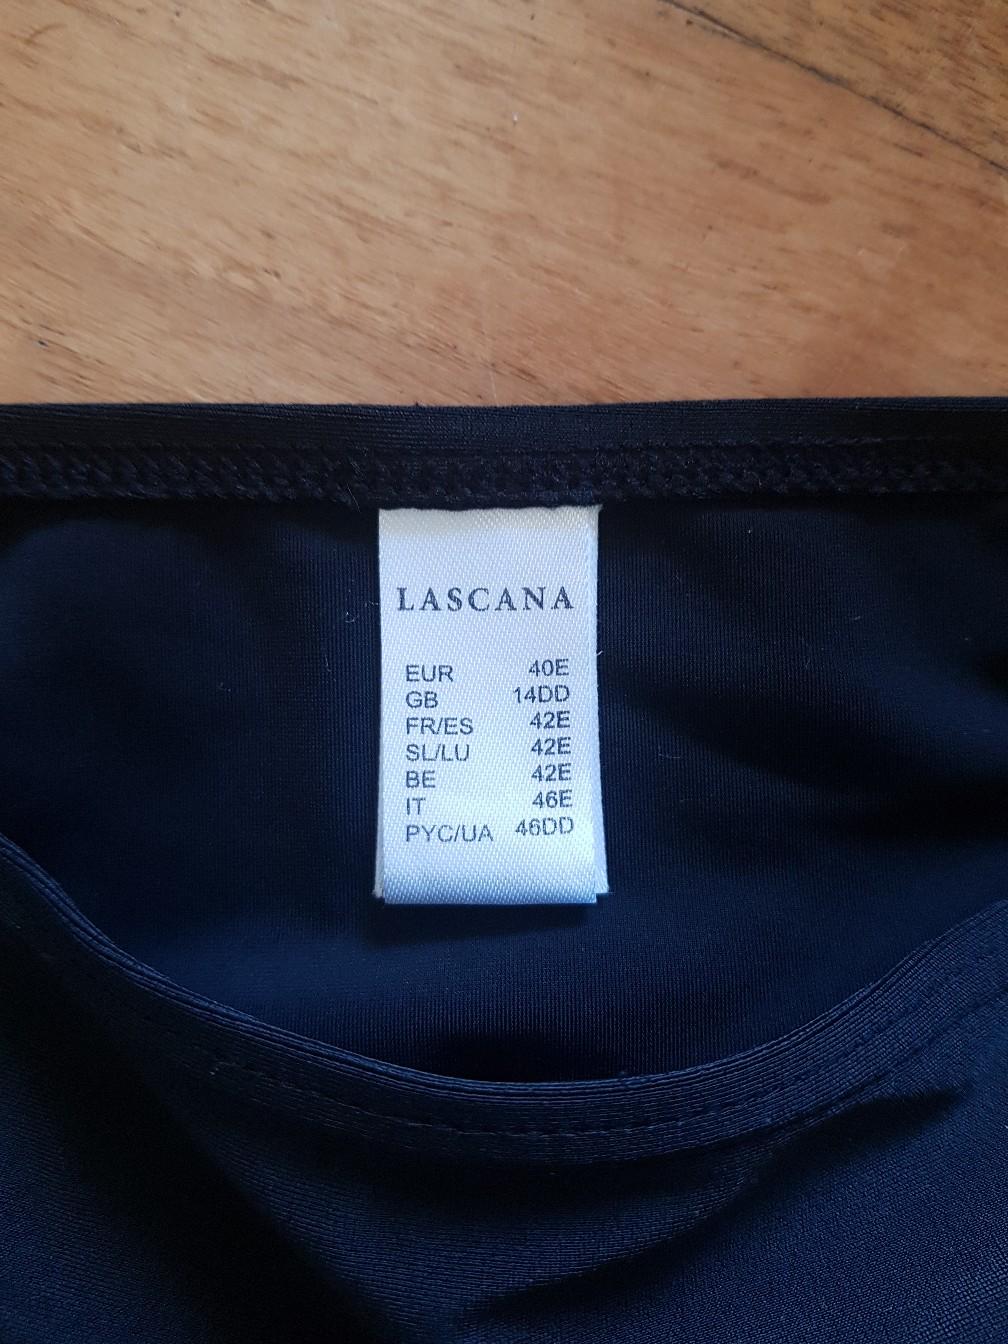 LASCANA
EUR 40E
GB 14DD
FR/ES 42E
SL/LU 42E
BE 42E
IT 46E
PYC/UA 46DD